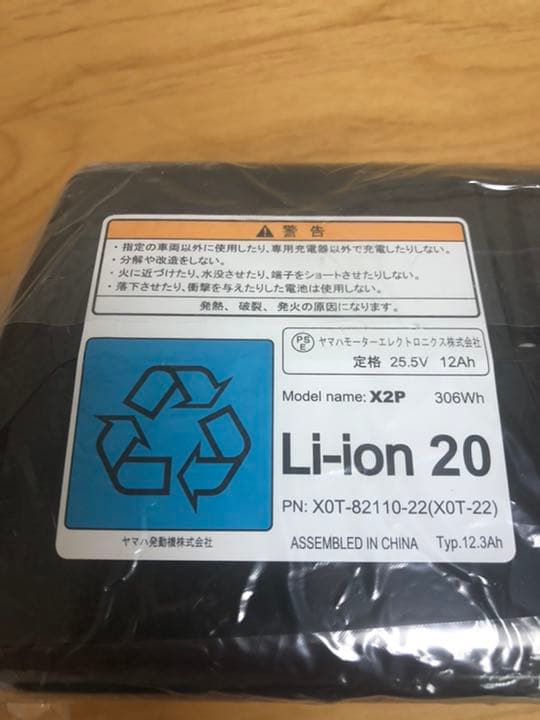 警告
・指定の車両以外に使用したり、専用充電器以外で充電したりしない。
・分解や改造をしない。
・火に近づけたり、水没させたり、端子をショートさせたりしない。
・落下させたり、衝撃を与えたりした電池は使用しない。
発熱、破裂、発火の原因になります。
PS
E
ヤマハモーターエレクトロニクス株式会社
定格 25.5V 12Ah
Model name: X2P 306Wh
Li-ion 20
PN: X0T-82110-22(X0T-22)
ヤマハ発動機株式会社
ASSEMBLED IN CHINA Typ.12.3Ah